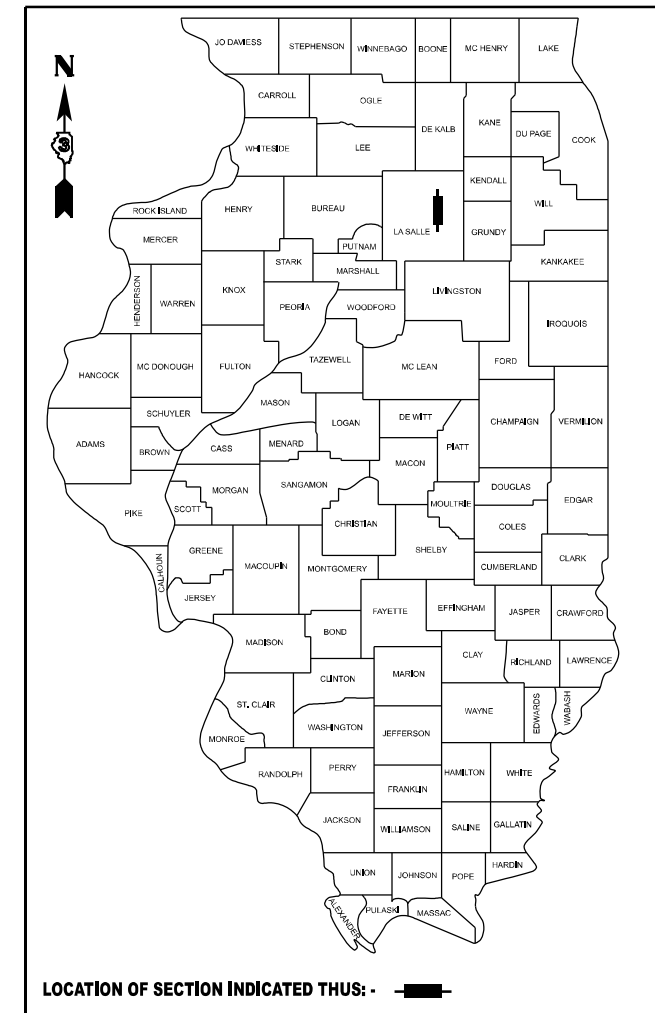 JO DAVIESS
STEPHENSON
WINNEBAGO
BOONE
MC HENRY
LAKE
N
3
CARROLL
OGLE
DE KALB
KANE
DU PAGE
COOK
WHITESIDE
LEE
KENDALL
WILL
ROCK ISLAND
HENRY
BUREAU
LA SALLE
GRUNDY
MERCER
PUTNAM
KANKAKEE
HENDERSON
WARREN
KNOX
STARK
MARSHALL
PEORIA
WOODFORD
LIVINGSTON
IROQUOIS
HANCOCK
MC DONOUGH
FULTON
TAZEWELL
MC LEAN
FORD
MASON
SCHUYLER
LOGAN
DE WITT
CHAMPAIGN
VERMILION
ADAMS
BROWN
CASS
MENARD
PIATT
MACON
PIKE
SCOTT
MORGAN
SANGAMON
CHRISTIAN
MOULTRIE
DOUGLAS
EDGAR
COLES
CALHOUN
GREENE
MACOUPIN
MONTGOMERY
SHELBY
CUMBERLAND
CLARK
JERSEY
FAYETTE
EFFINGHAM
JASPER
CRAWFORD
MADISON
BOND
CLAY
RICHLAND
LAWRENCE
CLINTON
MARION
ST. CLAIR
WAYNE
EDWARDS
WABASH
MONROE
WASHINGTON
JEFFERSON
RANDOLPH
PERRY
HAMILTON
WHITE
FRANKLIN
JACKSON
WILLIAMSON
SALINE
GALLATIN
UNION
JOHNSON
POPE
HARDIN
ALEXANDER
PULASKI
MASSAC
LOCATION OF SECTION INDICATED THUS: -